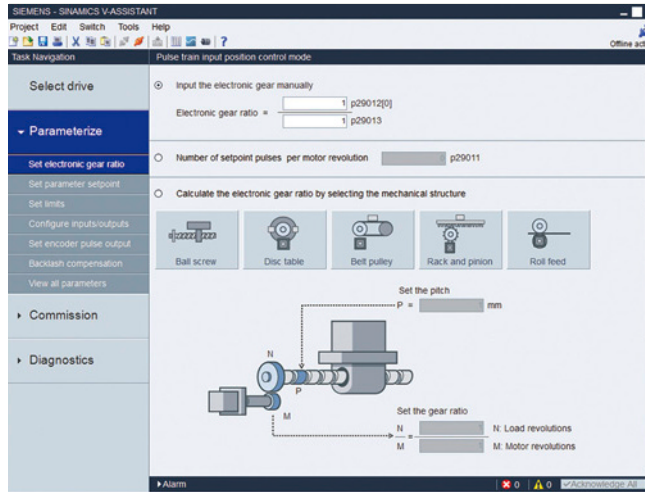 SIEMENS - SINAMICS V-ASSISTANT
Project Edit Switch Tools Help
Offline act
Task Navigation
Pulse train input position control mode
Select drive
Parameterize
Set electronic gear ratio
Set parameter setpoint
Set limits
Configure inputs/outputs
Set encoder pulse output
Backlash compensation
View all parameters
Commission
Diagnostics
Input the electronic gear manually
Electronic gear ratio =
1 p29012[0]
1 p29013
Number of setpoint pulses per motor revolution
p29011
Calculate the electronic gear ratio by selecting the mechanical structure
Ball screw
Disc table
Belt pulley
Rack and pinion
Roll feed
Set the pitch
P = mm
N
P
M
Set the gear ratio
N
M
=
N: Load revolutions
M: Motor revolutions
Alarm
0
0
Acknowledge All